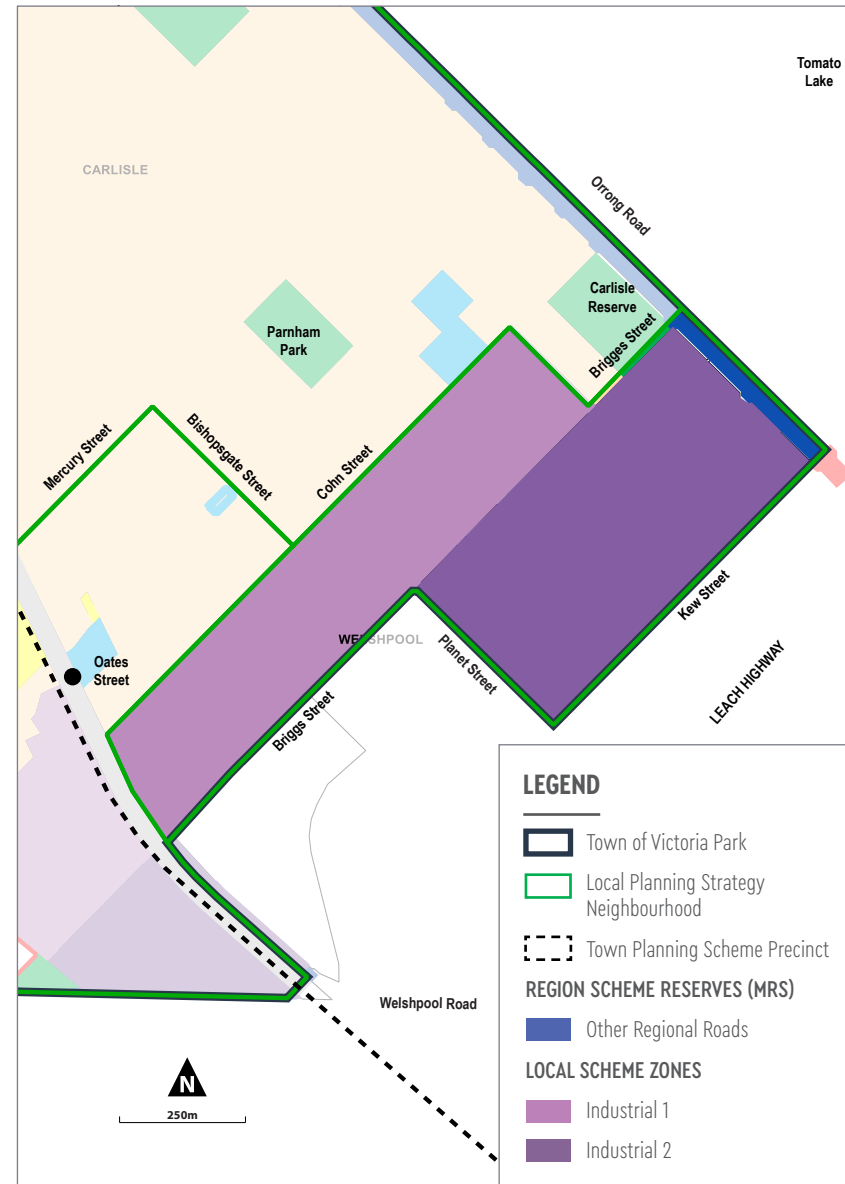 Tomato
Lake
CARLISLE
Orrong Road
Carlisle
Reserve
Brigges Street
Parnham
Park
Mercury Street
Bishopsgate Street
Cohn Street
Kew Street
WELSHPOOL
Planet Street
Oates
Street
LEACH HIGHWAY
Briggs Street
Welshpool Road
N
250m
LEGEND
Town of Victoria Park
Local Planning Strategy
Neighbourhood
Town Planning Scheme Precinct
REGION SCHEME RESERVES (MRS)
Other Regional Roads
LOCAL SCHEME ZONES
Industrial 1
Industrial 2